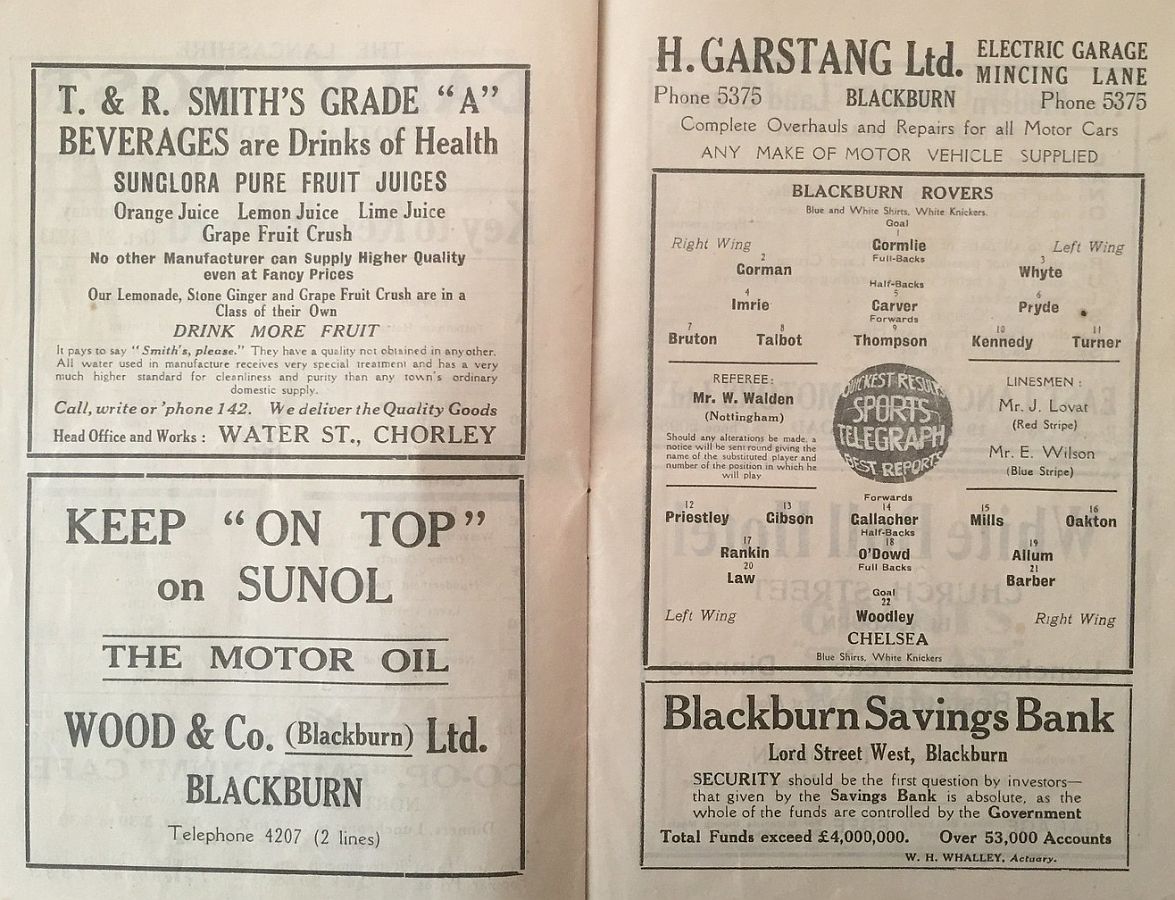 T. & R. SMITH'S GRADE "A"
BEVERAGES are Drinks of Health
SUNGLORA PURE FRUIT JUICES
Orange Juice Lemon Juice Lime Juice
Grape Fruit Crush
No other Manufacturer can Supply Higher Quality
even at Fancy Prices
Our Lemonade, Stone Ginger and Grape Fruit Crush are in a
Class of their Own
DRINK MORE FRUIT
It pays to say "Smith's, please." They have a quality not obtained in any other.
All water used in manufacture receives very special treatment and has a very
much higher standard for cleanliness and purity than any town's ordinary
domestic supply.
Call, write or 'phone 142. We deliver the Quality Goods
Head Office and Works : WATER ST., CHORLEY
KEEP "ON TOP"
on SUNOL
THE MOTOR OIL
WOOD & Co. (Blackburn) Ltd.
BLACKBURN
Telephone 4207 (2 lines)
H. GARSTANG Ltd. ELECTRIC GARAGE
MINCING LANE
Phone 5375 BLACKBURN Phone 5375
Complete Overhauls and Repairs for all Motor Cars
ANY MAKE OF MOTOR VEHICLE SUPPLIED
BLACKBURN ROVERS
Blue and White Shirts, White Knickers.
Goal
1
Right Wing Gormlie Left Wing
Full-Backs
2 3
Gorman Whyte
Half-Backs
4 5 6
Imrie Carver Pryde
Forwards
7 8 9 10 11
Bruton Talbot Thompson Kennedy Turner
REFEREE:
Mr. W. Walden
(Nottingham)
Should any alterations be made, a
notice will be sent round giving the
name of the substituted player and
number of the position in which he
will play
QUICKEST RESULTS
SPORTS
TELEGRAPH
BEST REPORTS
LINESMEN :
Mr. J. Lovat
(Red Stripe)
Mr. E. Wilson
(Blue Stripe)
Forwards
12 13 14 15 16
Priestley Gibson Gallacher Mills Oakton
Half-Backs
17 18 19
Rankin O'Dowd Allum
Full Backs
20 21
Law Barber
Goal
22
Left Wing Woodley Right Wing
CHELSEA
Blue Shirts, White Knickers
Blackburn Savings Bank
Lord Street West, Blackburn
SECURITY should be the first question by investors—
that given by the Savings Bank is absolute, as the
whole of the funds are controlled by the Government
Total Funds exceed £4,000,000. Over 53,000 Accounts
W. H. WHALLEY, Actuary.